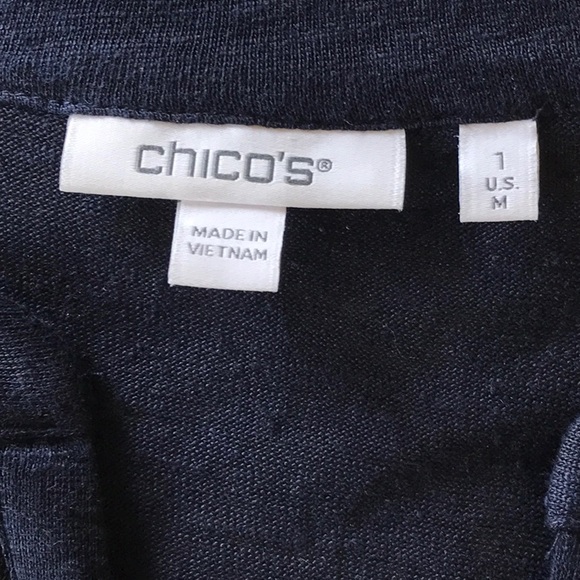 chico's®
MADE IN
VIETNAM
1
U.S.
M